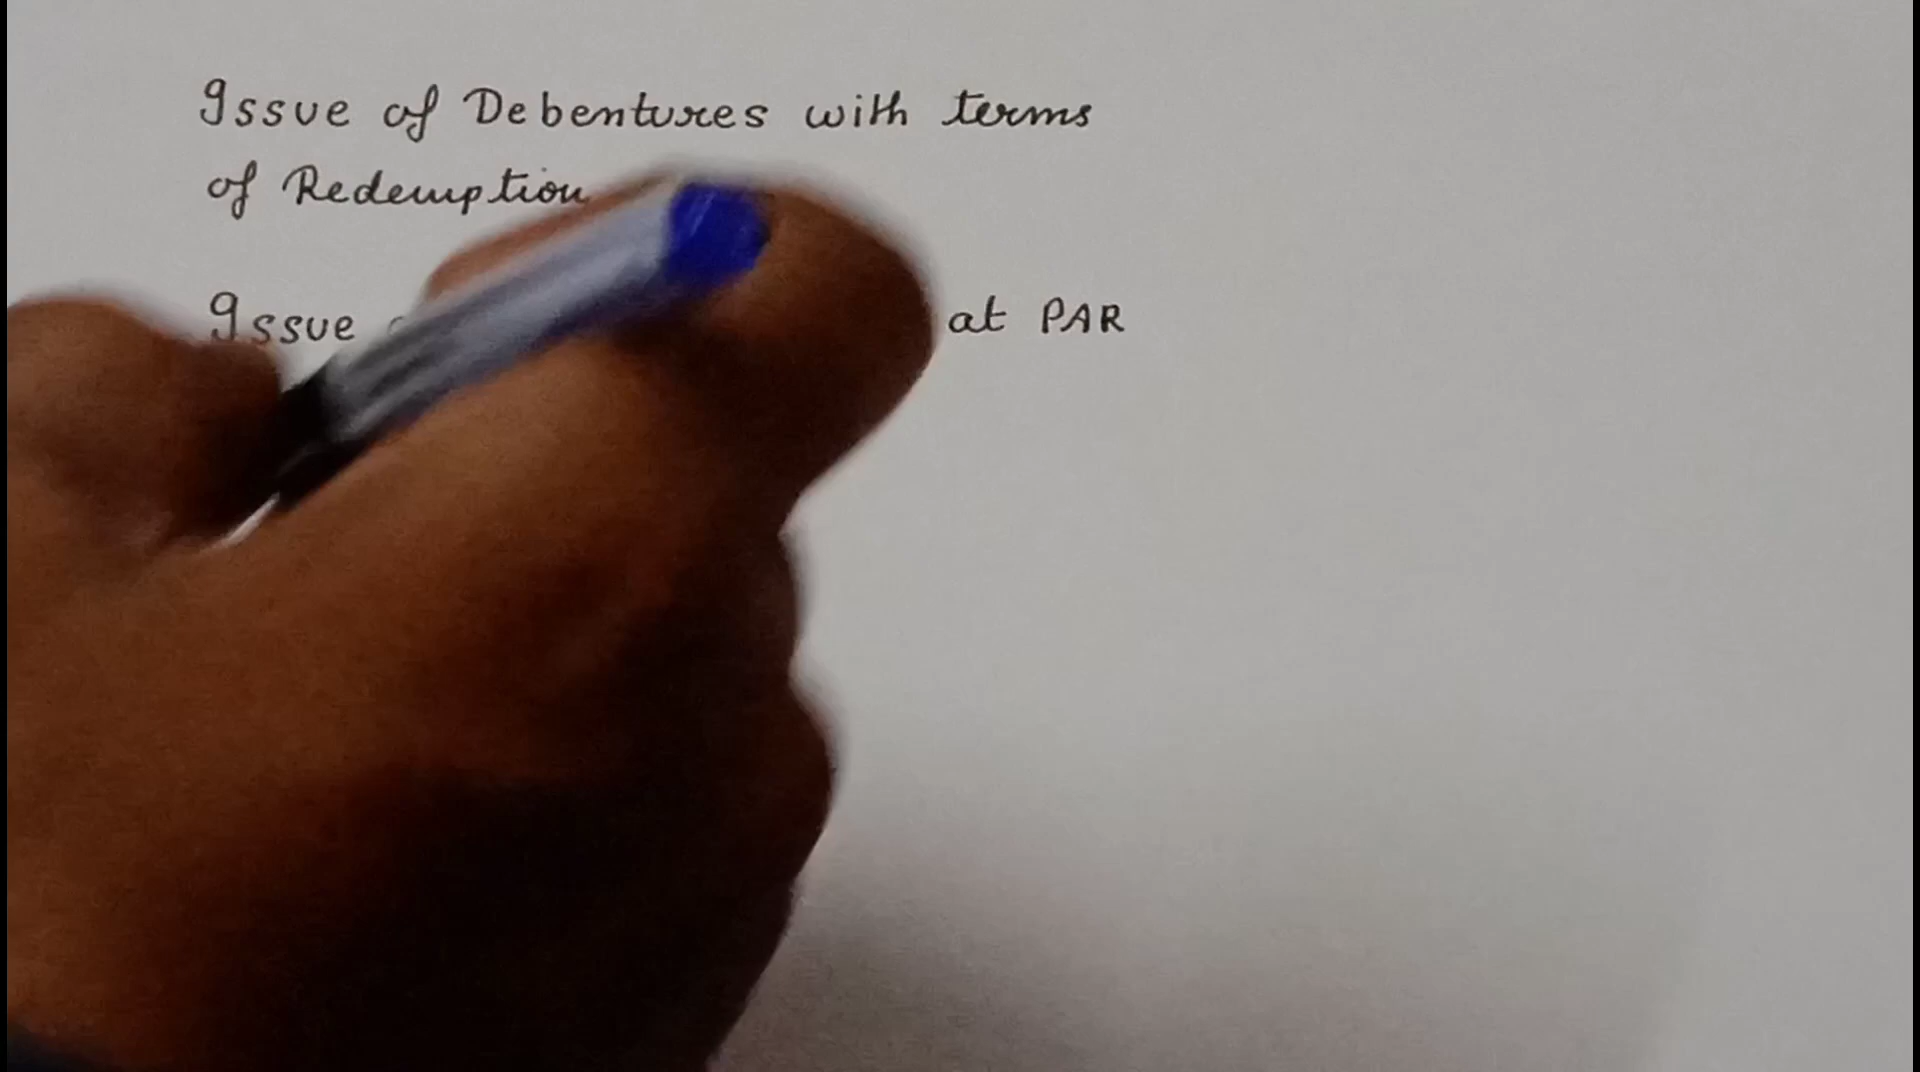 Issue of Debentures with terms
of Redemption
Issue at PAR